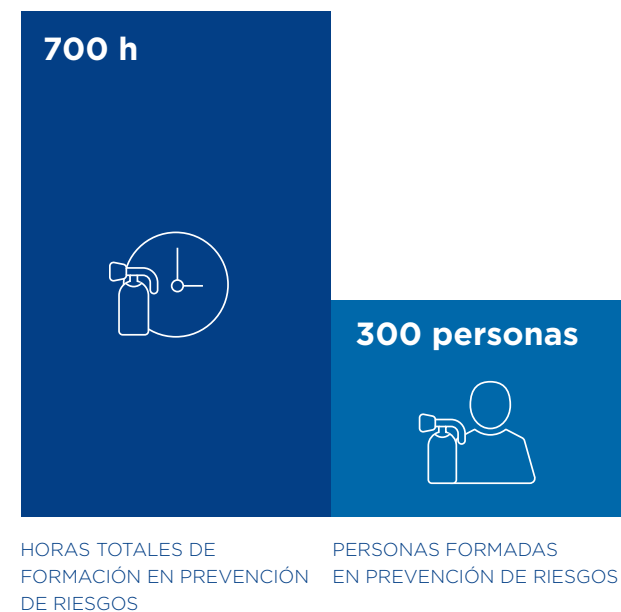 700 h
300 personas
HORAS TOTALES DE
FORMACIÓN EN PREVENCIÓN
DE RIESGOS
PERSONAS FORMADAS
EN PREVENCIÓN DE RIESGOS